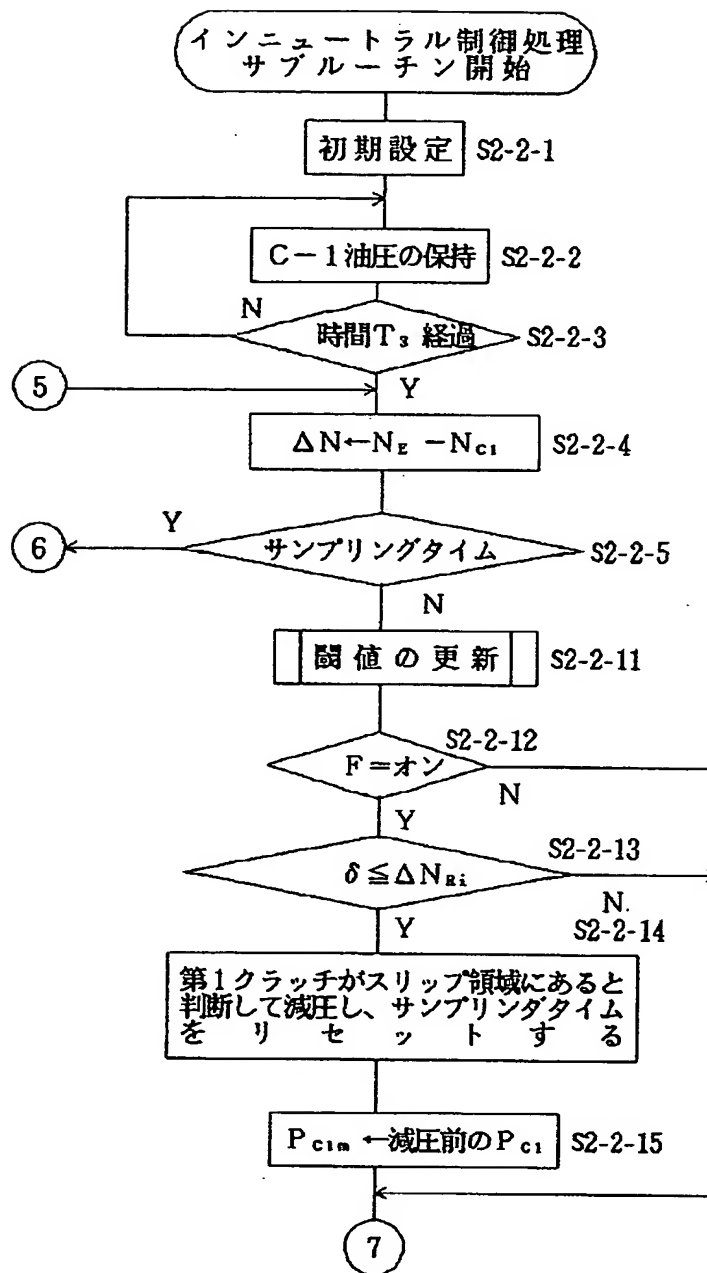 インニュートラル制御処理
サブルーチン開始
初期設定 S2-2-1
C-1油圧の保持 S2-2-2
N
時間T₃ 経過 S2-2-3
5
Y
ΔN←N_E -N_C1 S2-2-4
Y
6
サンプリングタイム S2-2-5
N
閾値の更新 S2-2-11
S2-2-12
F=オン
N
Y
S2-2-13
δ≦ΔN_Ri
N.
Y
S2-2-14
第1クラッチがスリップ領域にあると
判断して減圧し、サンプリングタイム
をリセットする
P_C1m ←減圧前のP_C1 S2-2-15
7